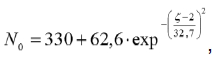 N₀ = 330 + 62,6 · exp^{-((ζ-2)/32,7)²},